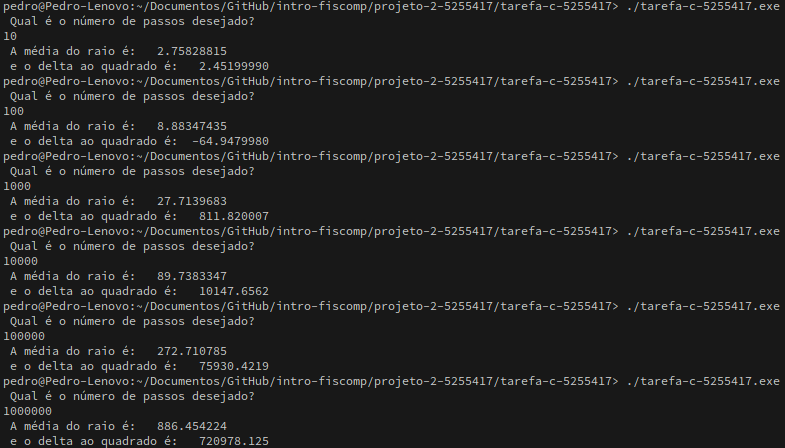 pedro@Pedro-Lenovo:~/Documentos/GitHub/intro-fiscomp/projeto-2-5255417/tarefa-c-5255417> ./tarefa-c-5255417.exe
Qual é o número de passos desejado?
10
A média do raio é:   2.75828815
e o delta ao quadrado é:   2.45199990
pedro@Pedro-Lenovo:~/Documentos/GitHub/intro-fiscomp/projeto-2-5255417/tarefa-c-5255417> ./tarefa-c-5255417.exe
Qual é o número de passos desejado?
100
A média do raio é:   8.88347435
e o delta ao quadrado é:  -64.9479980
pedro@Pedro-Lenovo:~/Documentos/GitHub/intro-fiscomp/projeto-2-5255417/tarefa-c-5255417> ./tarefa-c-5255417.exe
Qual é o número de passos desejado?
1000
A média do raio é:   27.7139683
e o delta ao quadrado é:   811.820007
pedro@Pedro-Lenovo:~/Documentos/GitHub/intro-fiscomp/projeto-2-5255417/tarefa-c-5255417> ./tarefa-c-5255417.exe
Qual é o número de passos desejado?
10000
A média do raio é:   89.7383347
e o delta ao quadrado é:   10147.6562
pedro@Pedro-Lenovo:~/Documentos/GitHub/intro-fiscomp/projeto-2-5255417/tarefa-c-5255417> ./tarefa-c-5255417.exe
Qual é o número de passos desejado?
100000
A média do raio é:   272.710785
e o delta ao quadrado é:   75930.4219
pedro@Pedro-Lenovo:~/Documentos/GitHub/intro-fiscomp/projeto-2-5255417/tarefa-c-5255417> ./tarefa-c-5255417.exe
Qual é o número de passos desejado?
1000000
A média do raio é:   886.454224
e o delta ao quadrado é:   720978.125